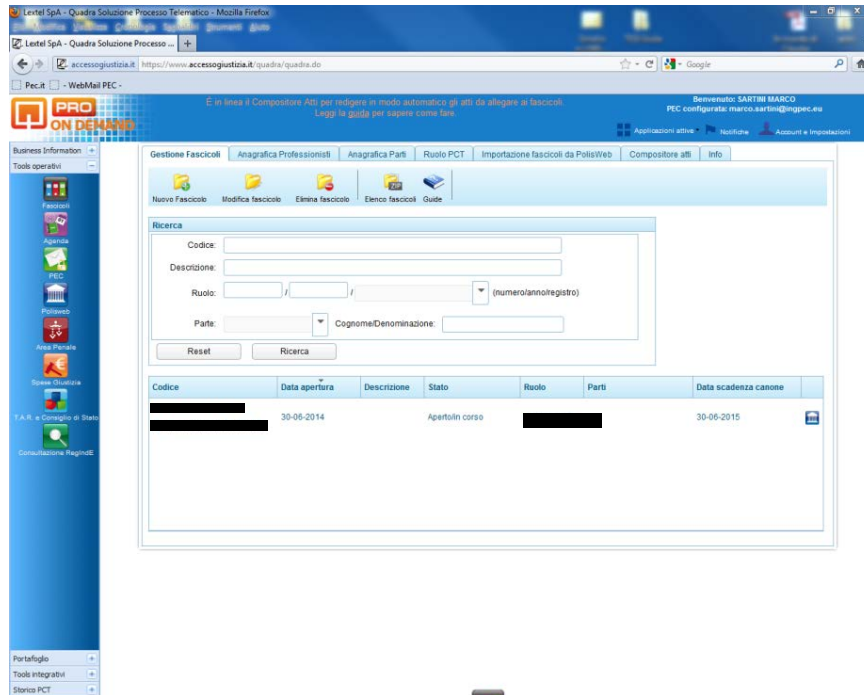 Lextel SpA - Quadra Soluzione Processo Telematico - Mozilla Firefox
Lextel SpA - Quadra Soluzione Processo ... +
accessogiustizia.it https://www.accessogiustizia.it/quadra/quadra.do Google
Pec.it - WebMail PEC -
PRO ON DEMAND
È in linea il Compositore Atti per redigere in modo automatico gli atti da allegare ai fascicoli.
Leggi la guida per sapere come fare.
Benvenuto: SARTINI MARCO
PEC configurata: marco.sartini@ingpec.eu
Applicazioni attive Notifiche Account e Impostazioni
Business Information +
Tools operativi -
Fascicoli
Agenda
PEC
Polisweb
Area Penale
Spese Giustizia
T.A.R. e Consiglio di Stato
Consultazione RegIndE
Portafoglio +
Tools integrativi +
Storico PCT +
Gestione Fascicoli Anagrafica Professionisti Anagrafica Parti Ruolo PCT Importazione fascicoli da PolisWeb Compositore atti Info
Nuovo Fascicolo Modifica fascicolo Elimina fascicolo ZIP Elenco fascicoli Guide
Ricerca
Codice:
Descrizione:
Ruolo: / / (numero/anno/registro)
Parte: Cognome/Denominazione:
Reset Ricerca
Codice Data apertura Descrizione Stato Ruolo Parti Data scadenza canone
30-06-2014 Aperto/in corso 30-06-2015